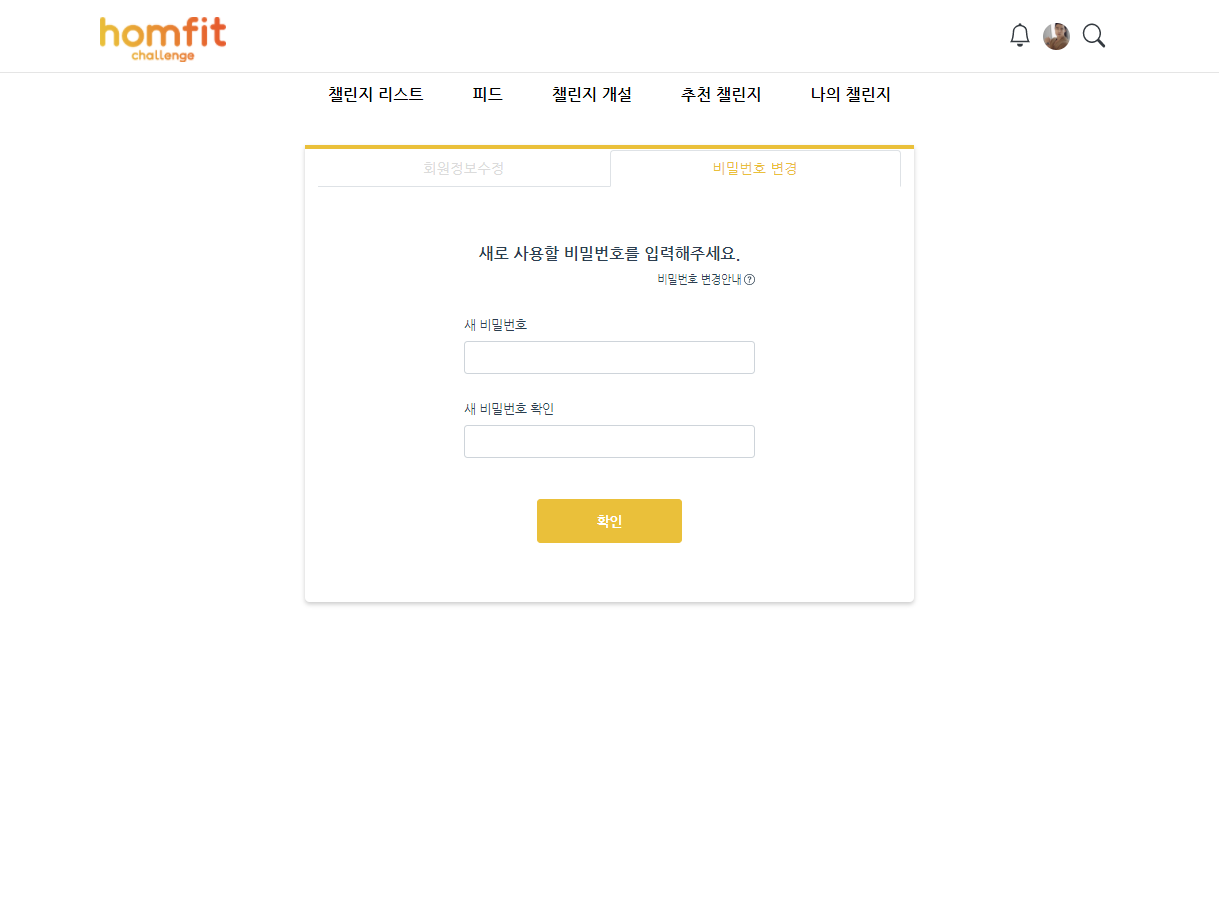 homfit
challenge
챌린지 리스트 피드 챌린지 개설 추천 챌린지 나의 챌린지
회원정보수정 비밀번호 변경
새로 사용할 비밀번호를 입력해주세요.
비밀번호 변경안내 ?
새 비밀번호
새 비밀번호 확인
확인